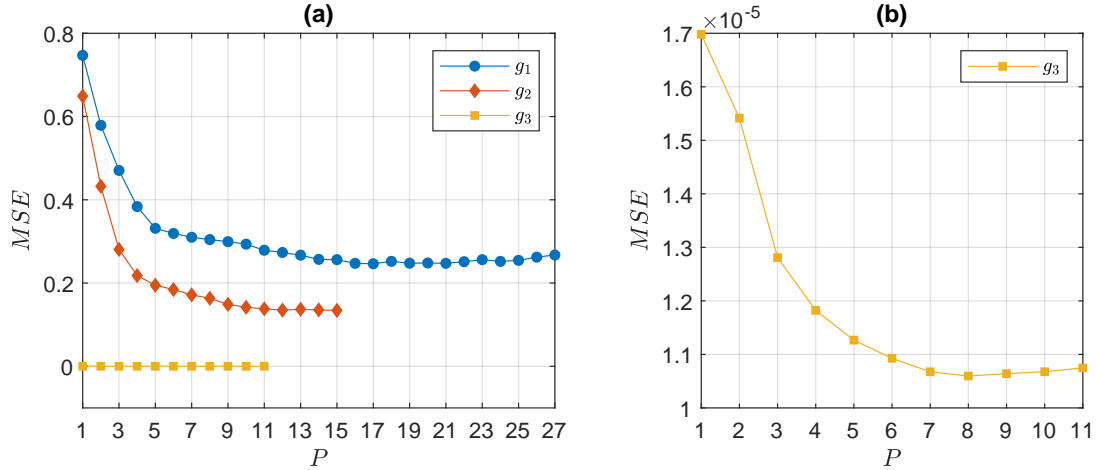 (a)
0.8
0.6
0.4
0.2
0
MSE
1 3 5 7 9 11 13 15 17 19 21 23 25 27
P
g₁
g₂
g₃
(b)
×10⁻⁵
1.7
1.6
1.5
1.4
1.3
1.2
1.1
1
MSE
1 2 3 4 5 6 7 8 9 10 11
P
g₃